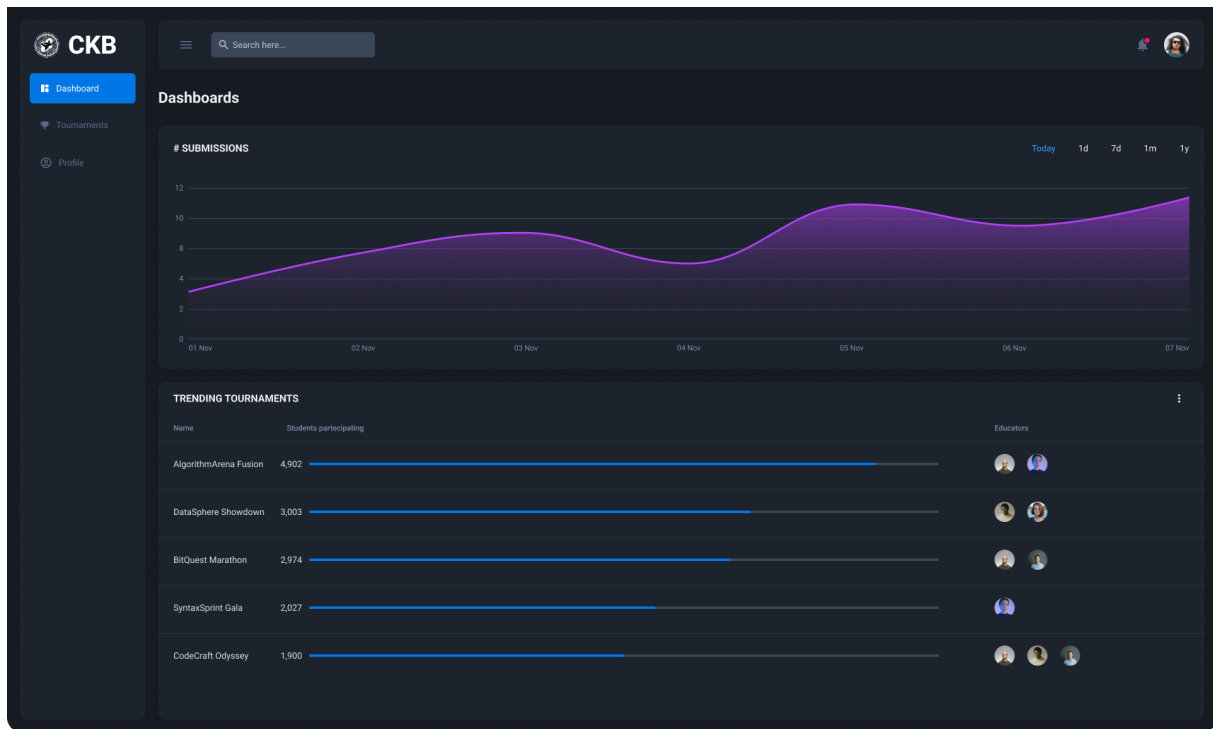 CKB
Search here...
Dashboard
Dashboards
Tournaments
# SUBMISSIONS
Today 1d 7d 1m 1y
Profile
12
10
8
4
2
0
01 Nov 02 Nov 03 Nov 04 Nov 05 Nov 06 Nov 07 Nov
TRENDING TOURNAMENTS
Name Students partecipating Educators
AlgorithmArena Fusion 4,902
DataSphere Showdown 3,003
BitQuest Marathon 2,974
SyntaxSprint Gala 2,027
CodeCraft Odyssey 1,900